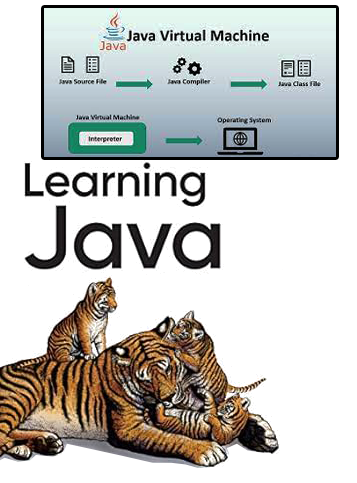 Java
Java Virtual Machine
Java Source File
Java Compiler
Java Class File
Java Virtual Machine
Interpreter
Operating System
Learning
Java